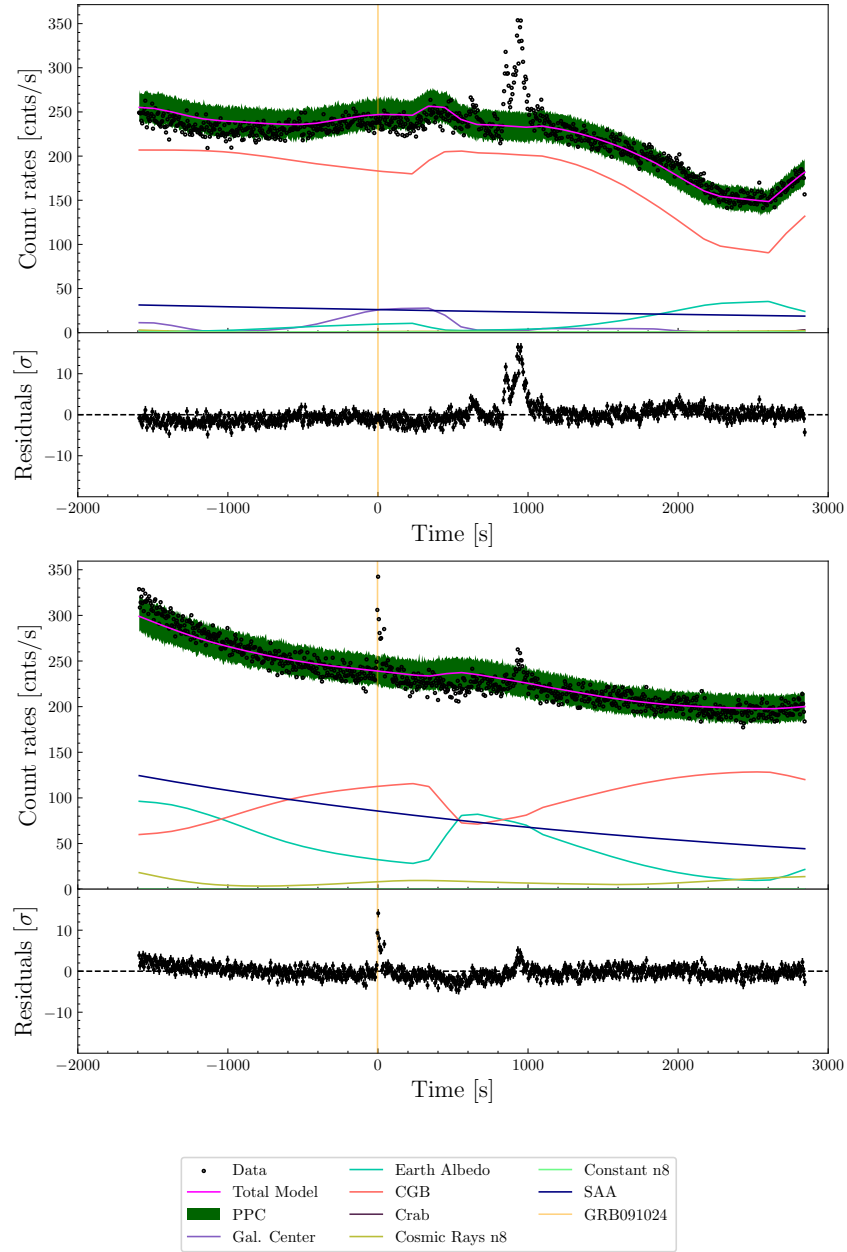 350
300
250
200
150
100
50
0
Count rates [cnts/s]
10
0
−10
Residuals [σ]
−2000 −1000 0 1000 2000 3000
Time [s]
350
300
250
200
150
100
50
0
Count rates [cnts/s]
10
0
−10
Residuals [σ]
−2000 −1000 0 1000 2000 3000
Time [s]
Data Earth Albedo Constant n8
Total Model CGB SAA
PPC Crab GRB091024
Gal. Center Cosmic Rays n8